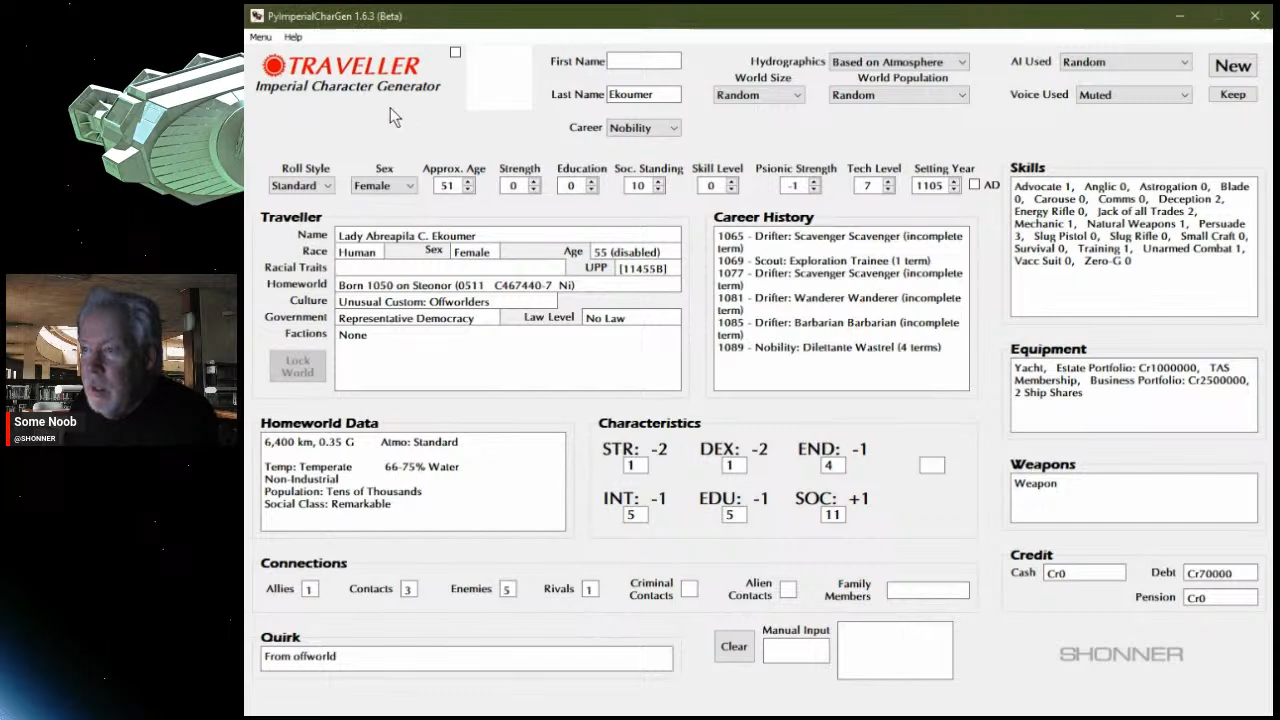 PyImperialCharGen 1.6.3 (Beta)
Menu Help
TRAVELLER
Imperial Character Generator
First Name
Last Name Ekoumer
Career Nobility
Hydrographics Based on Atmosphere
World Size World Population
Random Random
AI Used Random
Voice Used Muted
New
Keep
Roll Style Sex Approx. Age Strength Education Soc. Standing Skill Level Psionic Strength Tech Level Setting Year
Standard Female 51 0 0 10 0 -1 7 1105 AD
Traveller
Name Lady Abreapila C. Ekoumer
Race Human Sex Female Age 55 (disabled)
Racial Traits UPP [11455B]
Homeworld Born 1050 on Steonor (0511 C467440-7 Ni)
Culture Unusual Custom: Offworlders
Government Representative Democracy Law Level No Law
Factions None
Lock
World
Career History
1065 - Drifter: Scavenger Scavenger (incomplete
term)
1069 - Scout: Exploration Trainee (1 term)
1077 - Drifter: Scavenger Scavenger (incomplete
term)
1081 - Drifter: Wanderer Wanderer (incomplete
term)
1085 - Drifter: Barbarian Barbarian (incomplete
term)
1089 - Nobility: Dilettante Wastrel (4 terms)
Skills
Advocate 1, Anglic 0, Astrogation 0, Blade
0, Carouse 0, Comms 0, Deception 2,
Energy Rifle 0, Jack of all Trades 2,
Mechanic 1, Natural Weapons 1, Persuade
3, Slug Pistol 0, Slug Rifle 0, Small Craft 0,
Survival 0, Training 1, Unarmed Combat 1,
Vacc Suit 0, Zero-G 0
Equipment
Yacht, Estate Portfolio: Cr1000000, TAS
Membership, Business Portfolio: Cr2500000,
2 Ship Shares
Homeworld Data
6,400 km, 0.35 G Atmo: Standard
Temp: Temperate 66-75% Water
Non-Industrial
Population: Tens of Thousands
Social Class: Remarkable
Characteristics
STR: -2 DEX: -2 END: -1
1 1 4
INT: -1 EDU: -1 SOC: +1
5 5 11
Weapons
Weapon
Credit
Cash Cr0 Debt Cr70000
Pension Cr0
Connections
Allies 1 Contacts 3 Enemies 5 Rivals 1 Criminal
Contacts Alien
Contacts Family
Members
Quirk
From offworld
Clear
Manual Input
SHONNER
Some Noob
@SHONNER